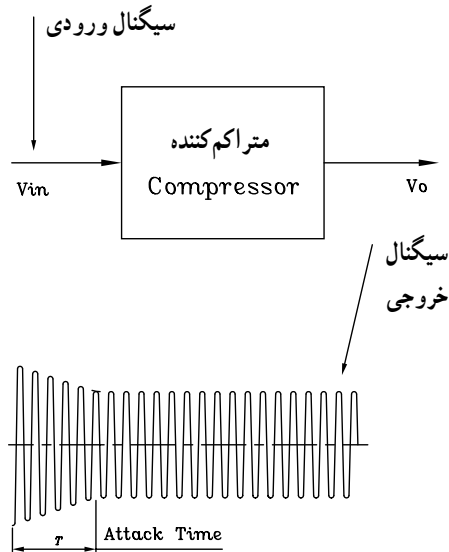 سیگنال ورودی
متراکم‌کننده
Compressor
Vin
Vo
سیگنال
خروجی
T
Attack Time